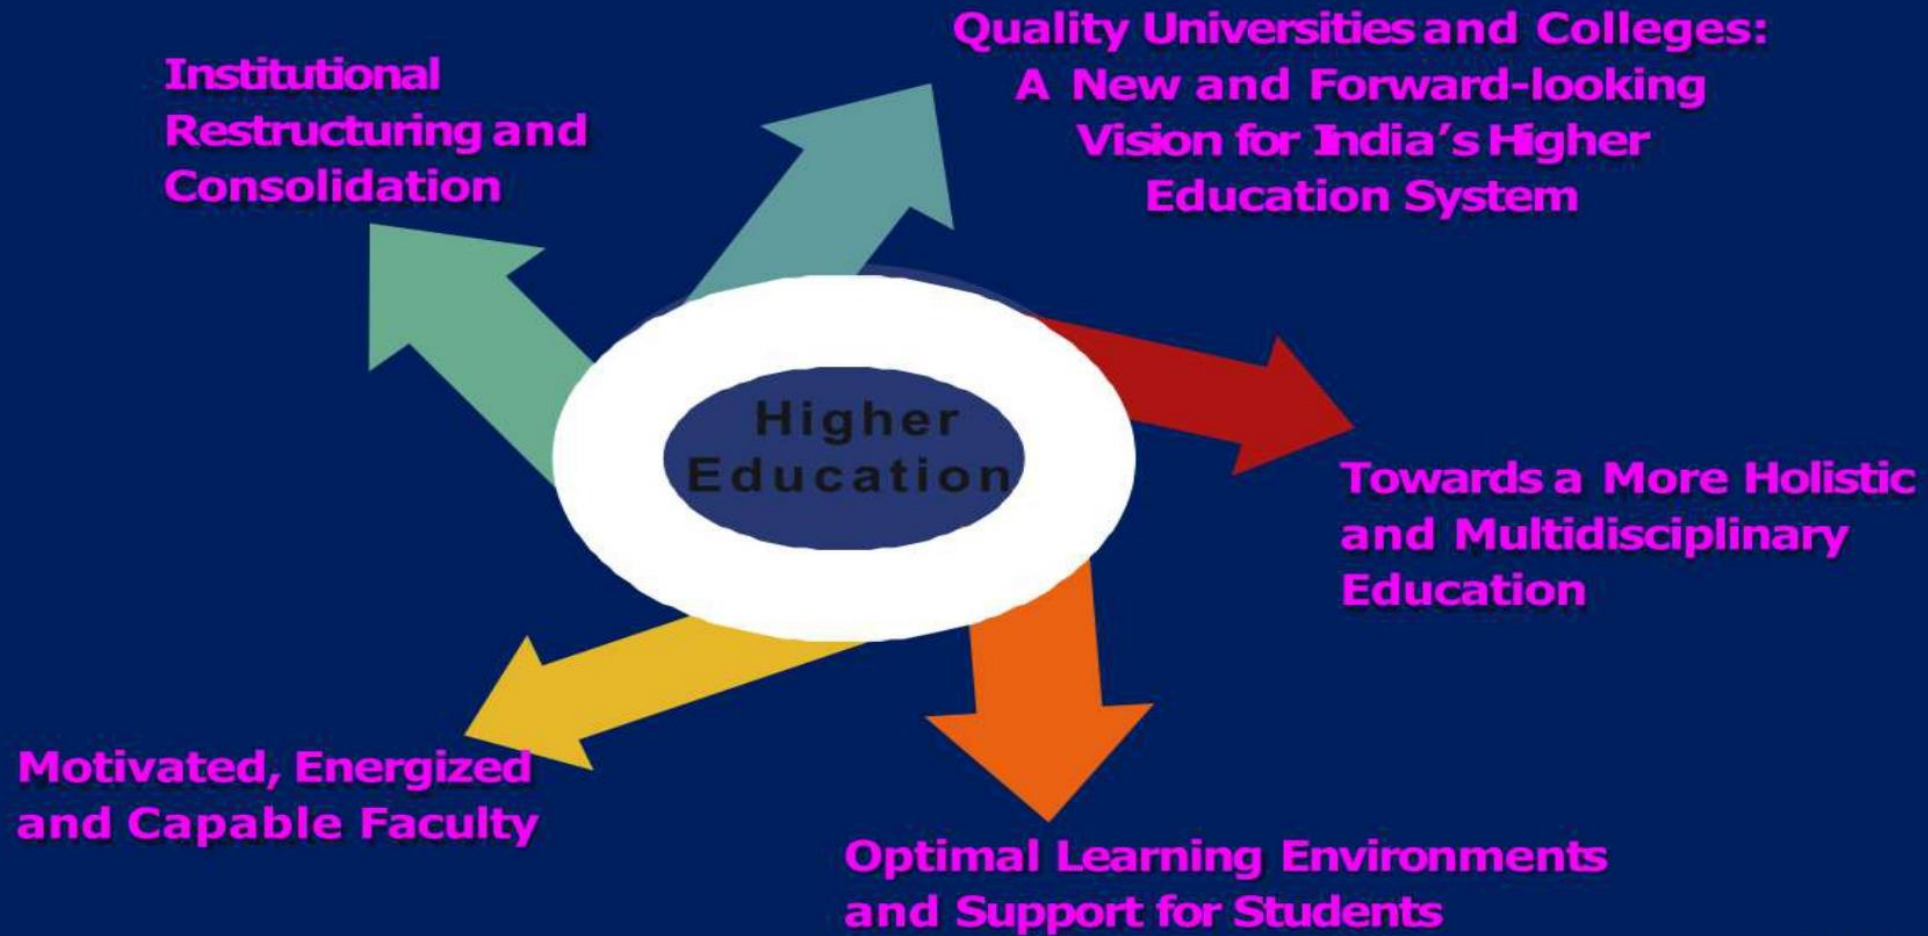 Quality Universities and Colleges:
A New and Forward-looking
Vision for India's Higher
Education System
Institutional
Restructuring and
Consolidation
Higher
Education
Towards a More Holistic
and Multidisciplinary
Education
Motivated, Energized
and Capable Faculty
Optimal Learning Environments
and Support for Students